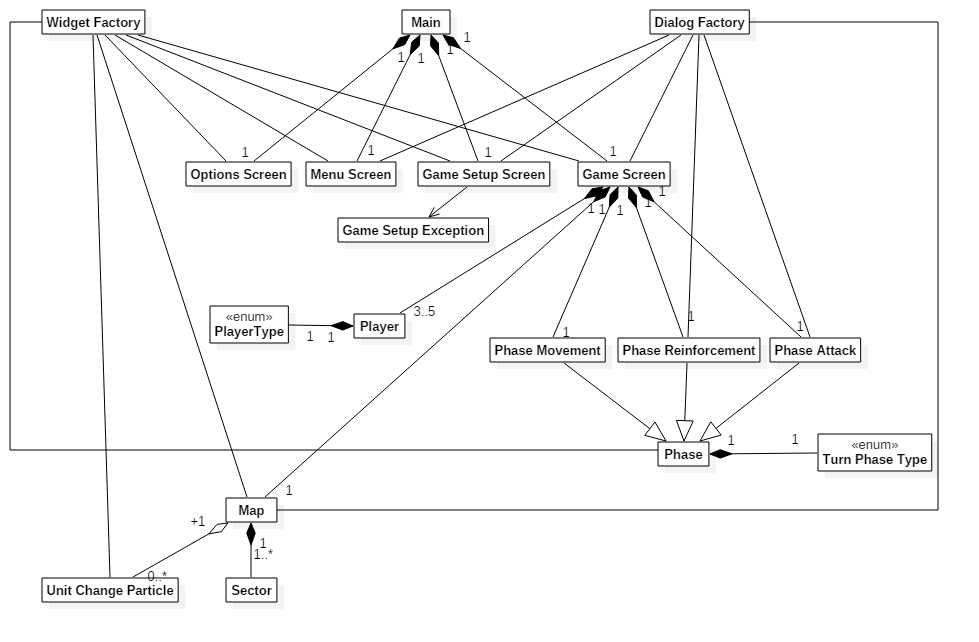 Widget Factory
Main
Dialog Factory
1
1
1
1
1
1
1
1
Options Screen
Menu Screen
Game Setup Screen
Game Screen
1
1
1
1
1
Game Setup Exception
3..5
«enum»
PlayerType
1
1
Player
1
1
1
Phase Movement
Phase Reinforcement
Phase Attack
1
1
«enum»
Turn Phase Type
Phase
1
Map
+1
1
1..*
0..*
Unit Change Particle
Sector